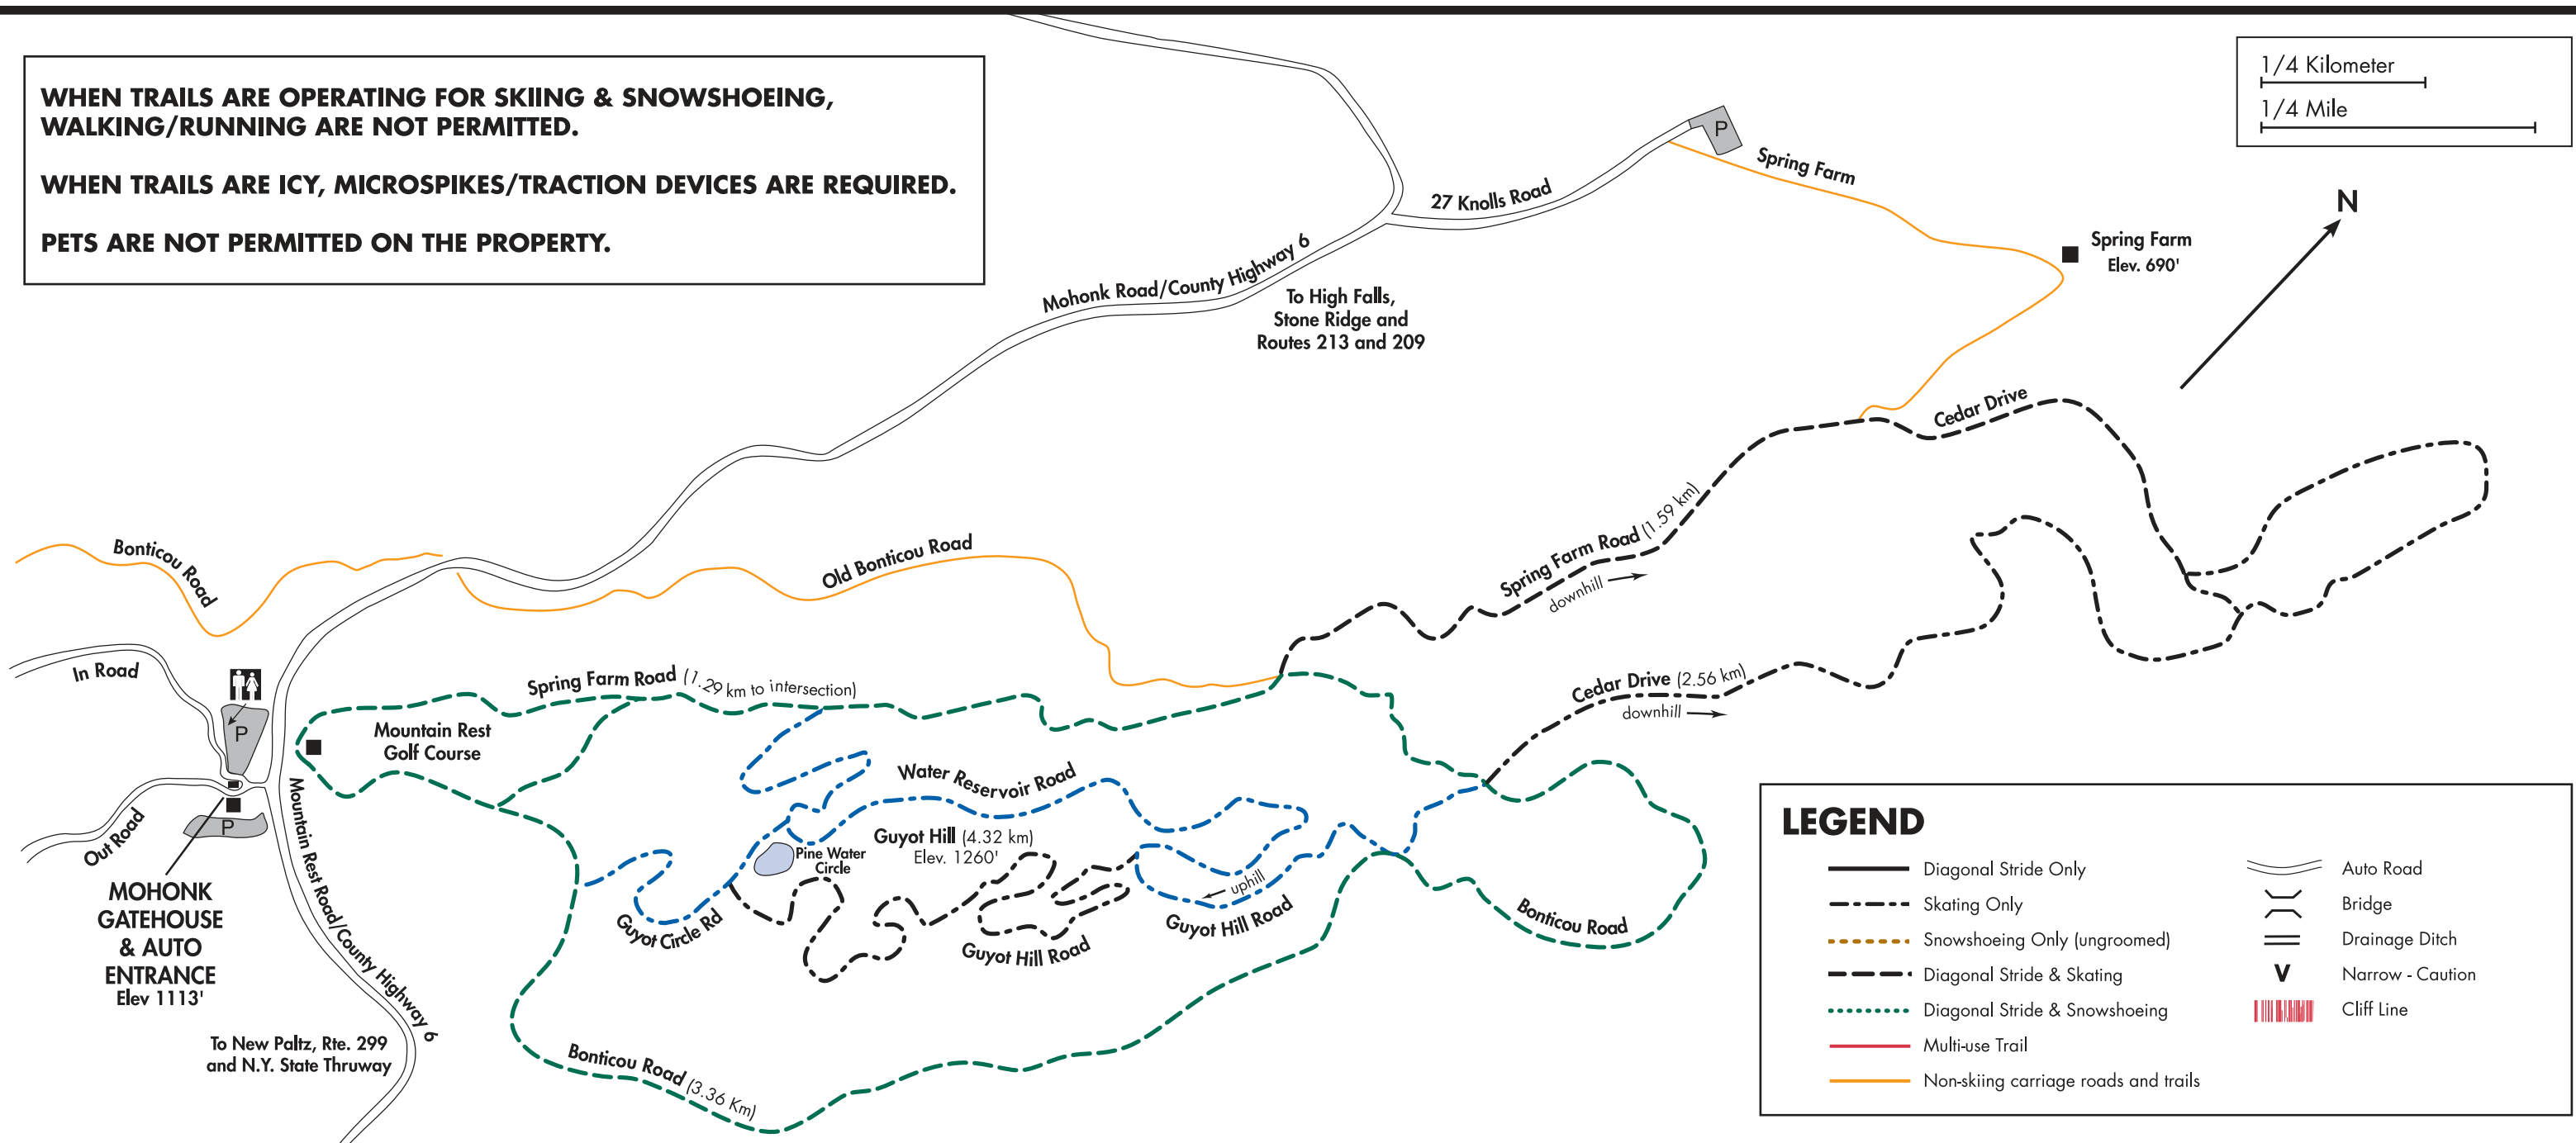 WHEN TRAILS ARE OPERATING FOR SKIING & SNOWSHOEING,
WALKING/RUNNING ARE NOT PERMITTED.
WHEN TRAILS ARE ICY, MICROSPIKES/TRACTION DEVICES ARE REQUIRED.
PETS ARE NOT PERMITTED ON THE PROPERTY.
1/4 Kilometer
1/4 Mile
N
P
Spring Farm
27 Knolls Road
Spring Farm
Elev. 690'
Mohonk Road/County Highway 6
To High Falls,
Stone Ridge and
Routes 213 and 209
Cedar Drive
Bonticou Road
Old Bonticou Road
Spring Farm Road (1.59 km)
downhill
In Road
Spring Farm Road (1.29 km to intersection)
Cedar Drive (2.56 km)
downhill
P
Mountain Rest
Golf Course
Water Reservoir Road
Mountain Rest Road/County Highway 6
P
Out Road
Guyot Hill (4.32 km)
Elev. 1260'
Pine Water
Circle
uphill
Guyot Circle Rd
Guyot Hill Road
Guyot Hill Road
Bonticou Road
MOHONK
GATEHOUSE
& AUTO
ENTRANCE
Elev 1113'
To New Paltz, Rte. 299
and N.Y. State Thruway
Bonticou Road (3.36 Km)
LEGEND
Diagonal Stride Only
Skating Only
Snowshoeing Only (ungroomed)
Diagonal Stride & Skating
Diagonal Stride & Snowshoeing
Multi-use Trail
Non-skiing carriage roads and trails
Auto Road
Bridge
Drainage Ditch
V Narrow - Caution
Cliff Line